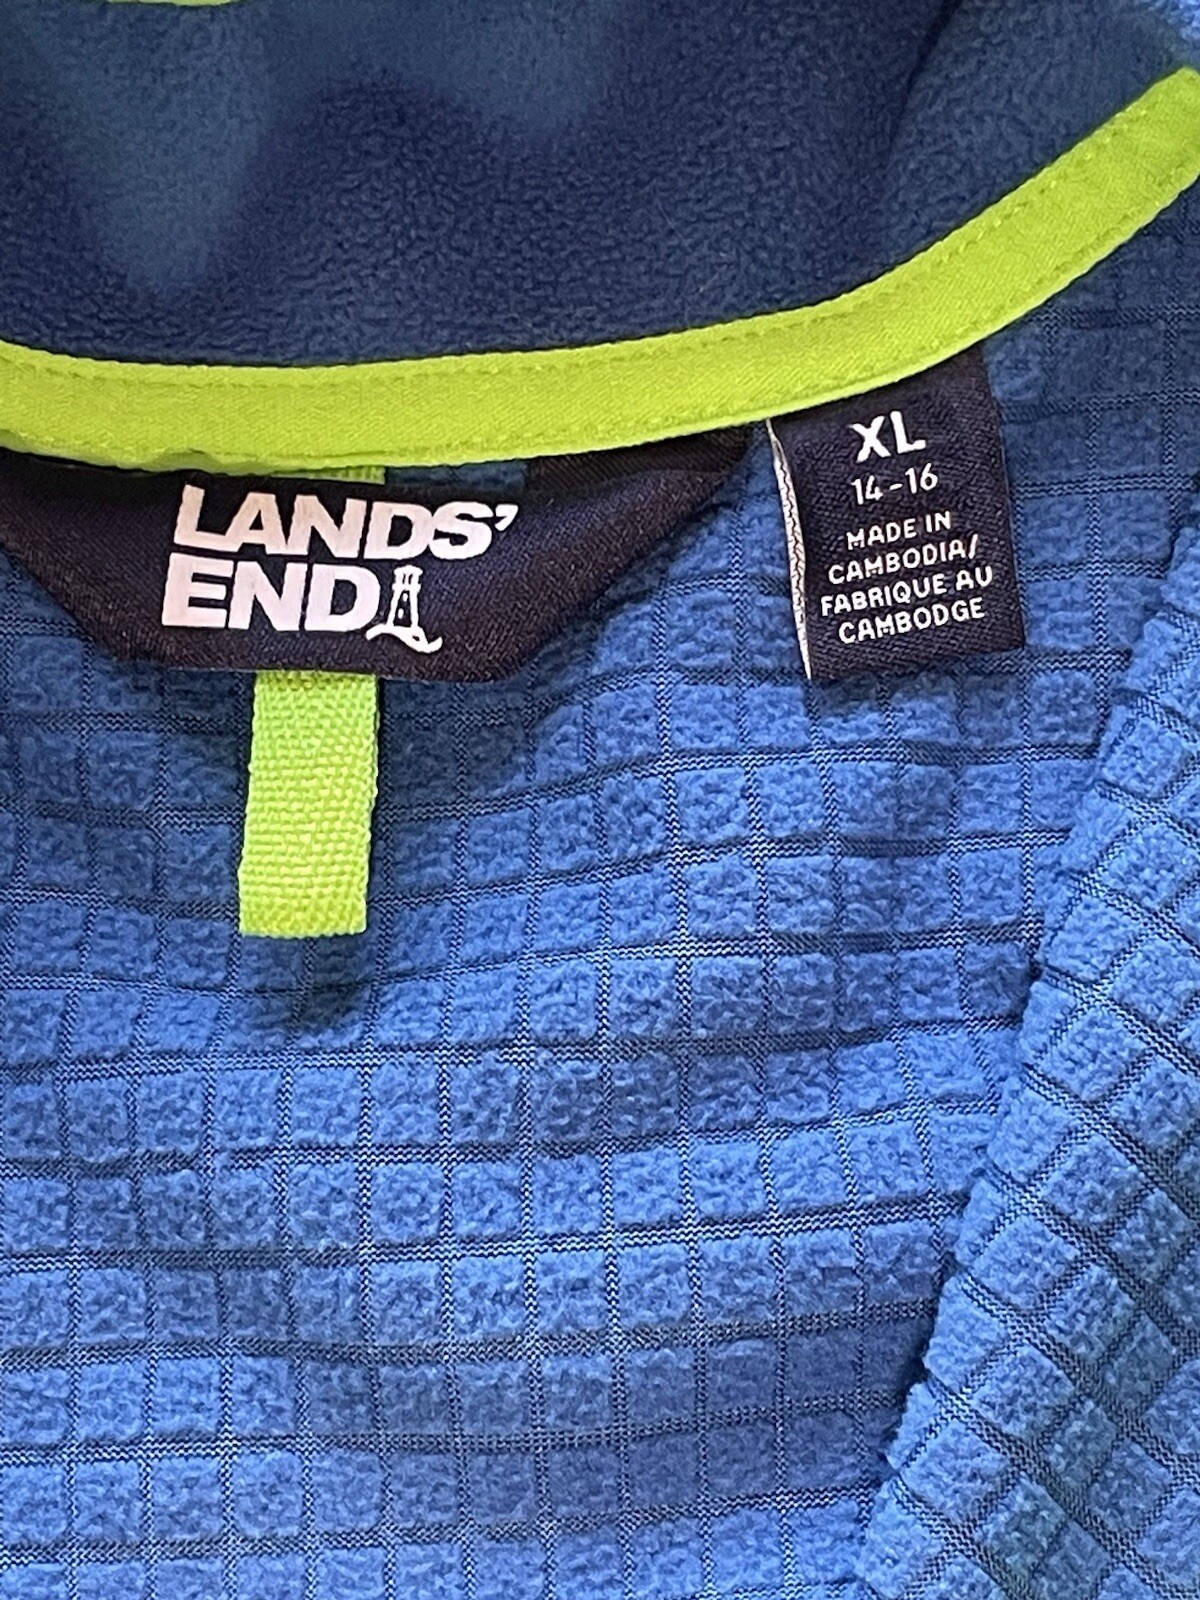 LANDS'
END
XL
14-16
MADE IN
CAMBODIA/
FABRIQUE AU
CAMBODGE